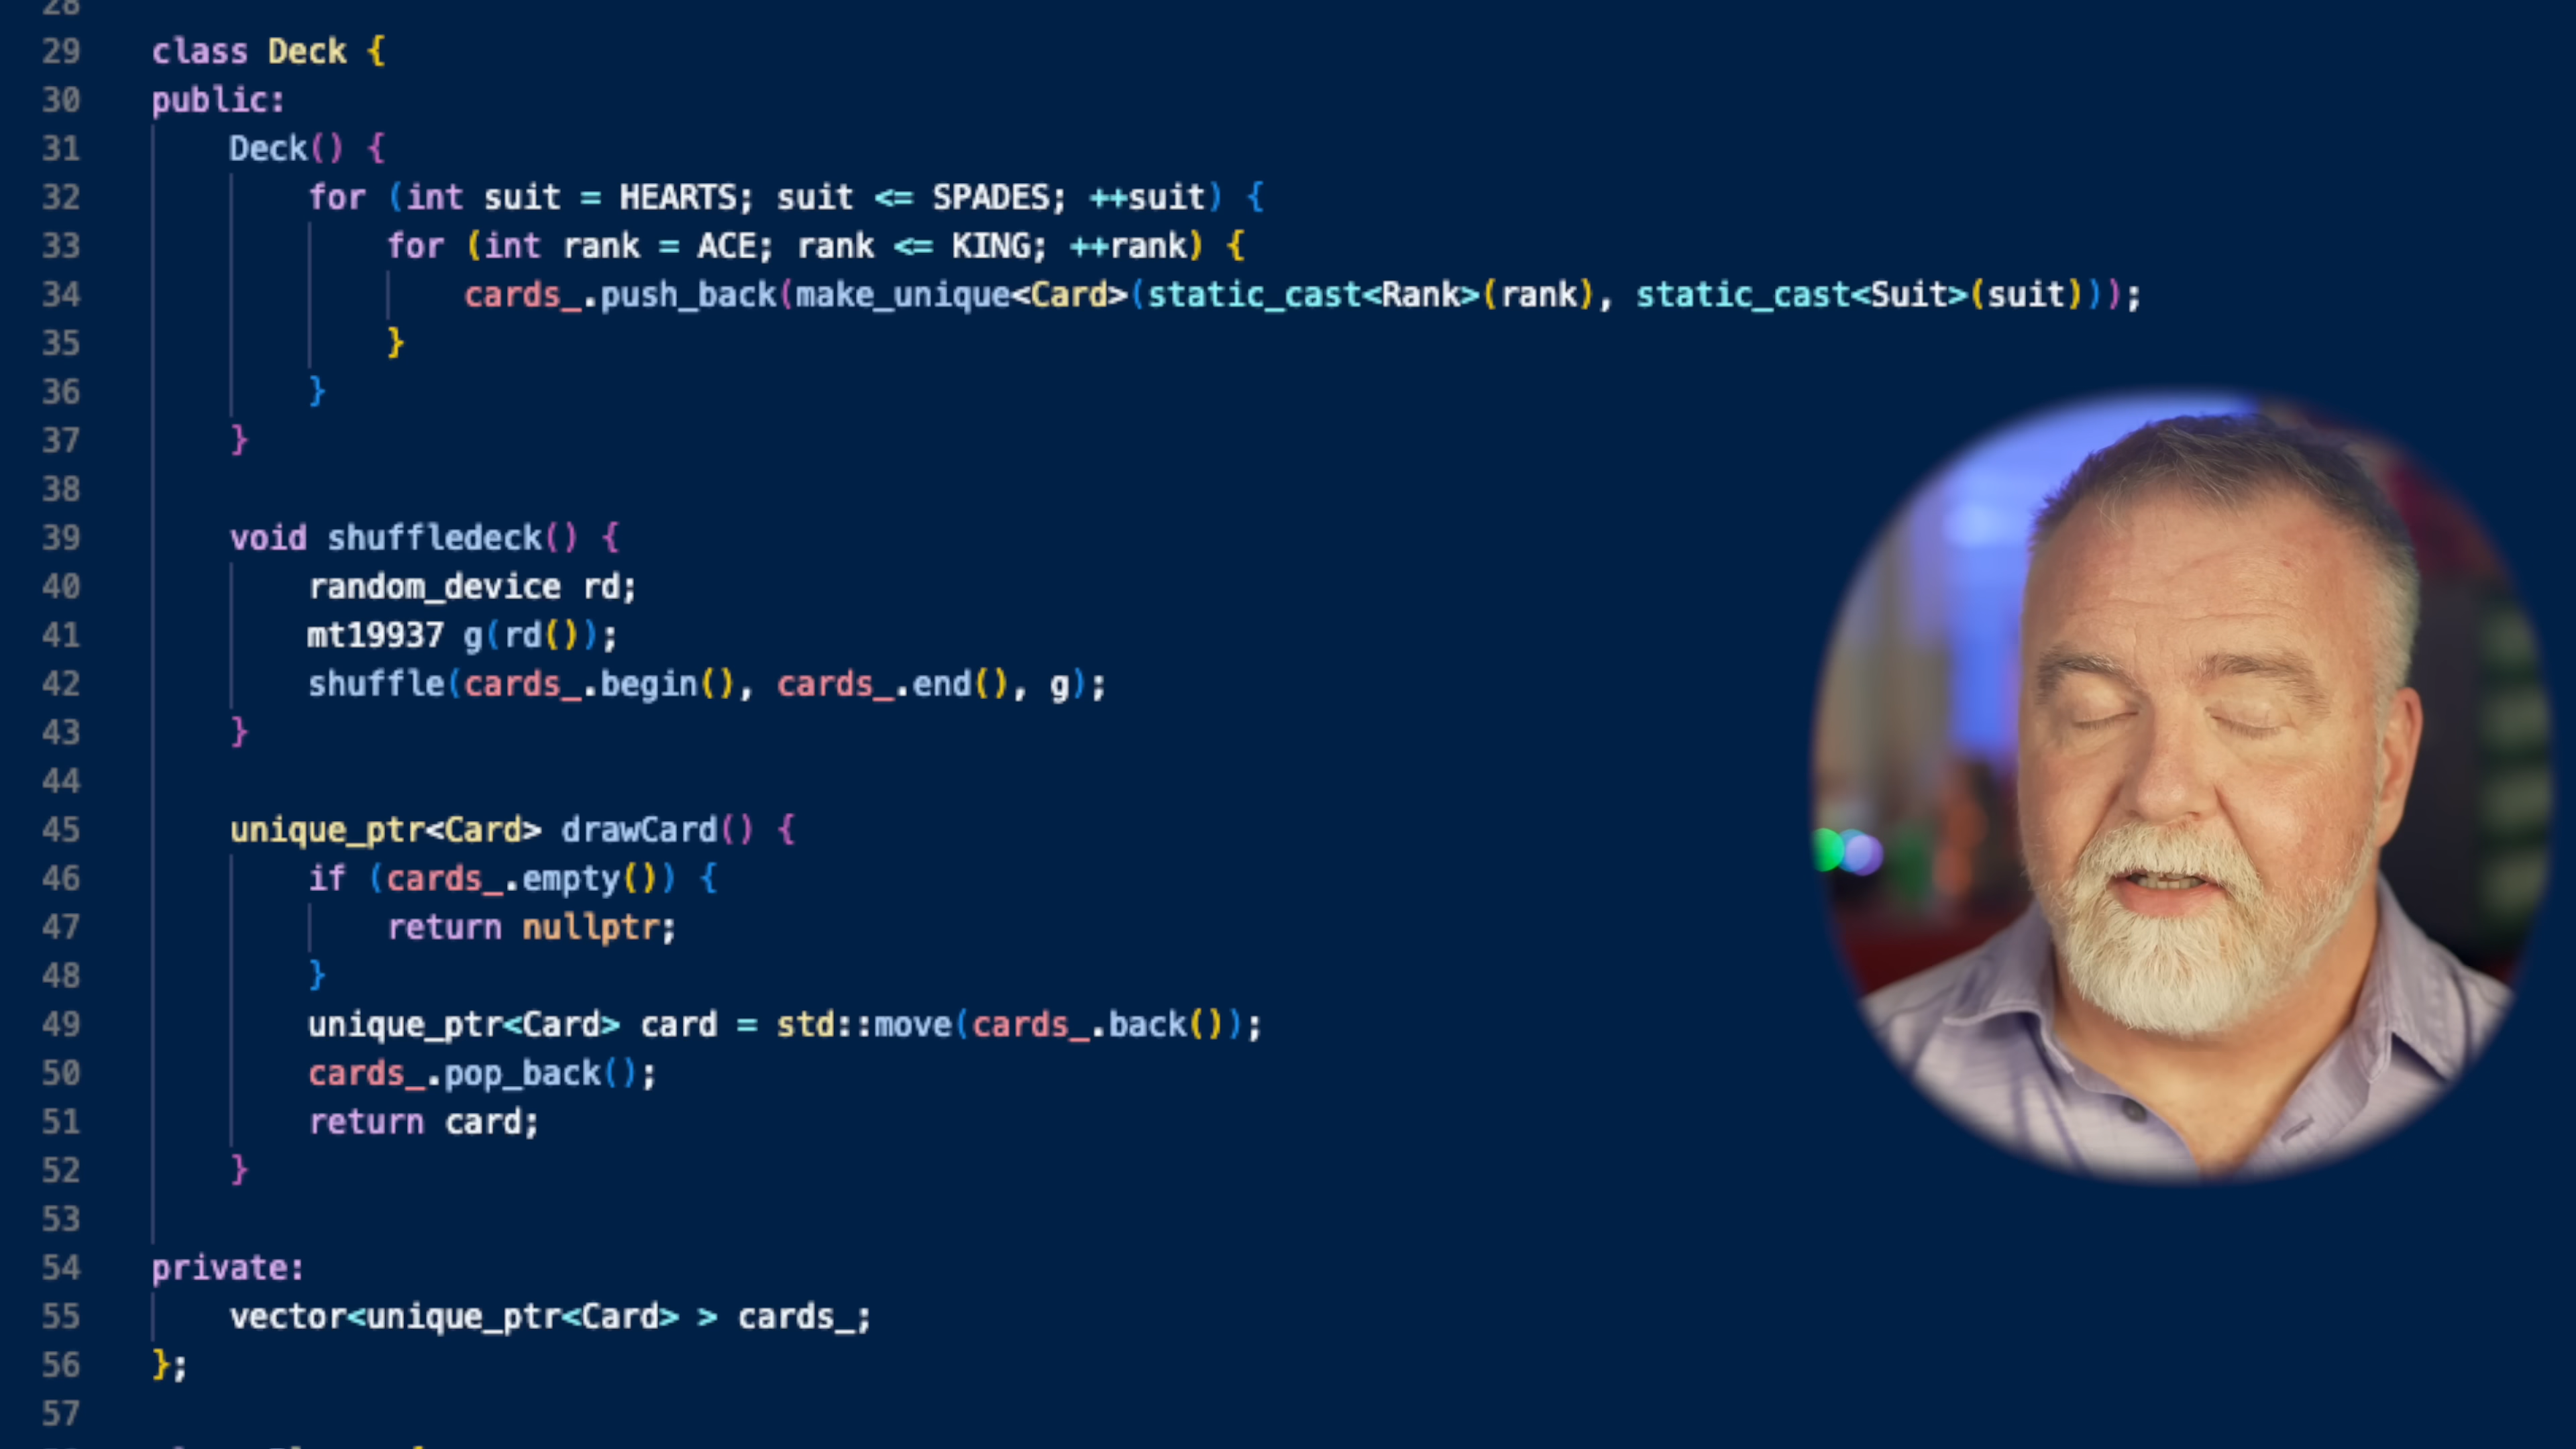 28
29 class Deck {
30 public:
31     Deck() {
32         for (int suit = HEARTS; suit <= SPADES; ++suit) {
33             for (int rank = ACE; rank <= KING; ++rank) {
34                 cards_.push_back(make_unique<Card>(static_cast<Rank>(rank), static_cast<Suit>(suit)));
35             }
36         }
37     }
38
39     void shuffledeck() {
40         random_device rd;
41         mt19937 g(rd());
42         shuffle(cards_.begin(), cards_.end(), g);
43     }
44
45     unique_ptr<Card> drawCard() {
46         if (cards_.empty()) {
47             return nullptr;
48         }
49         unique_ptr<Card> card = std::move(cards_.back());
50         cards_.pop_back();
51         return card;
52     }
53
54 private:
55     vector<unique_ptr<Card> > cards_;
56 };
57